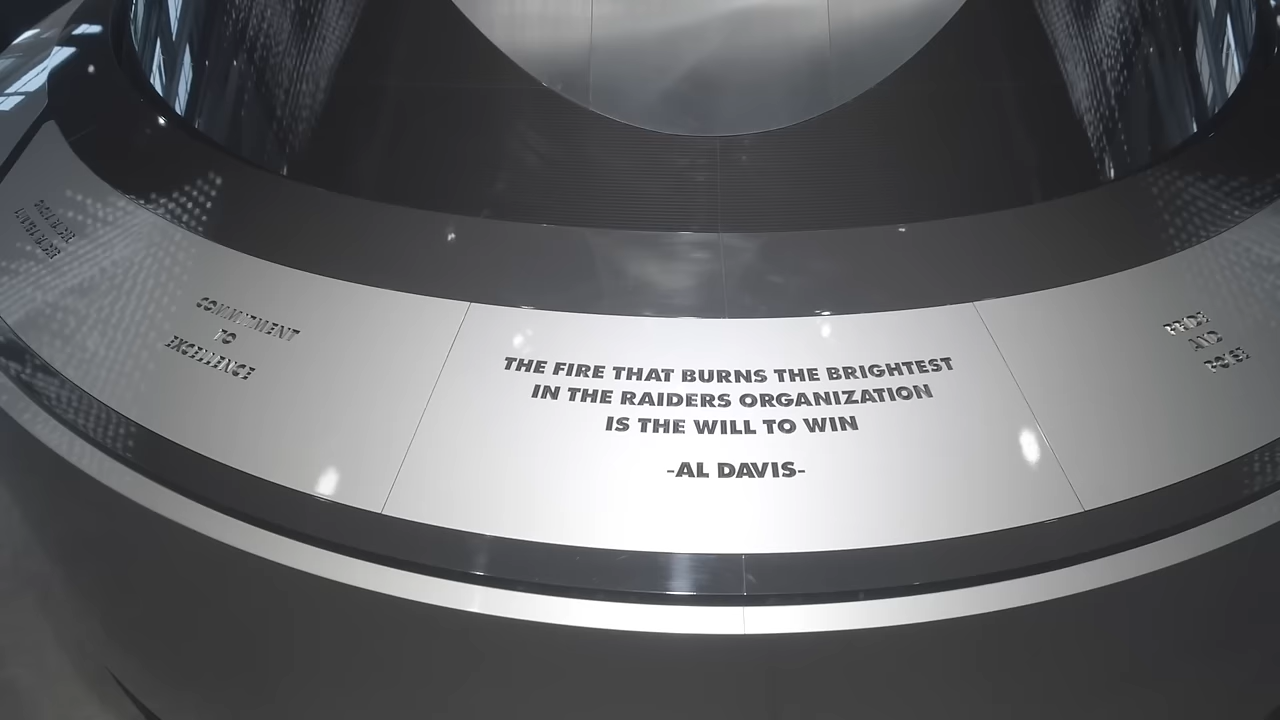 COMMITMENT
TO
EXCELLENCE
THE FIRE THAT BURNS THE BRIGHTEST
IN THE RAIDERS ORGANIZATION
IS THE WILL TO WIN
-AL DAVIS-
PRIDE
AND
POISE